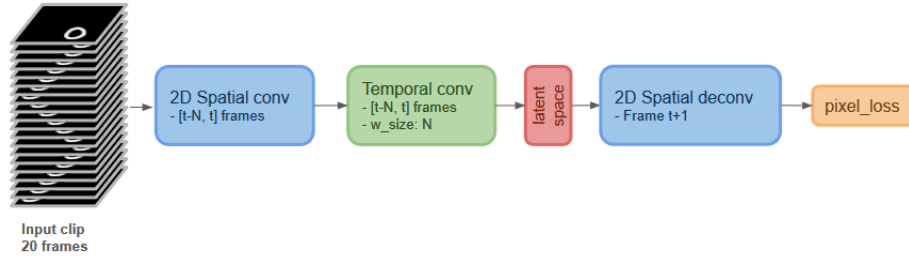 Input clip
20 frames
2D Spatial conv
- [t-N, t] frames
Temporal conv
- [t-N, t] frames
- w_size: N
latent
space
2D Spatial deconv
- Frame t+1
pixel_loss